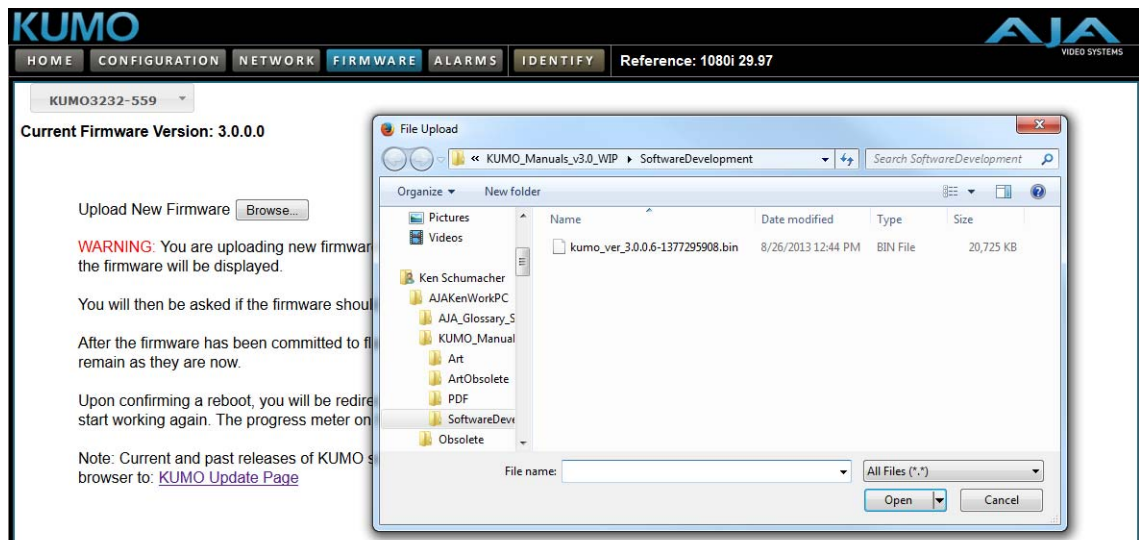 KUMO
AJA
VIDEO SYSTEMS
HOME CONFIGURATION NETWORK FIRMWARE ALARMS IDENTIFY Reference: 1080i 29.97
KUMO3232-559
Current Firmware Version: 3.0.0.0
Upload New Firmware Browse...
WARNING: You are uploading new firmwar
the firmware will be displayed.
You will then be asked if the firmware shoul
After the firmware has been committed to fl
remain as they are now.
Upon confirming a reboot, you will be redire
start working again. The progress meter on
Note: Current and past releases of KUMO s
browser to: KUMO Update Page
File Upload
« KUMO_Manuals_v3.0_WIP SoftwareDevelopment
Search SoftwareDevelopment
Organize New folder
Pictures
Videos
Ken Schumacher
AJAKenWorkPC
AJA_Glossary_S
KUMO_Manual
Art
ArtObsolete
PDF
SoftwareDeve
Obsolete
Name Date modified Type Size
kumo_ver_3.0.0.6-1377295908.bin 8/26/2013 12:44 PM BIN File 20,725 KB
File name: All Files (*.*)
Open Cancel